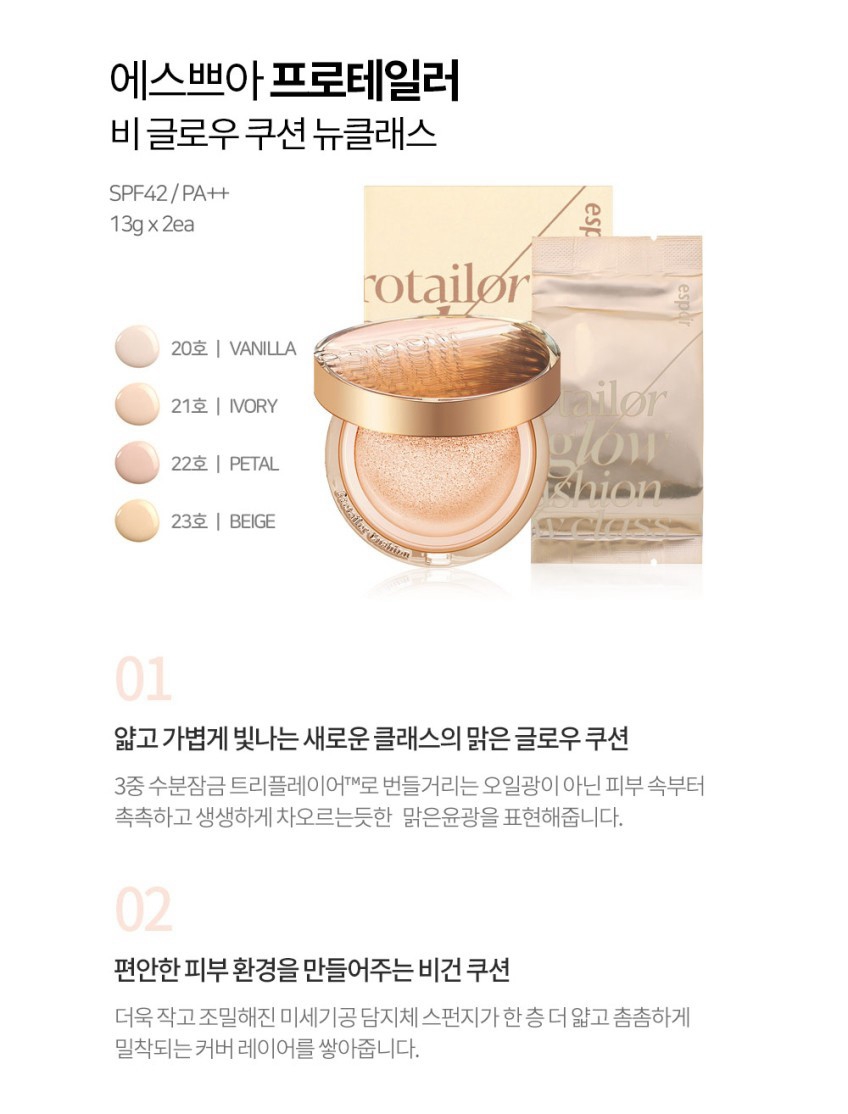 에스쁘아 프로테일러
비 글로우 쿠션 뉴클래스
SPF42 / PA++
13g x 2ea
20호 | VANILLA
21호 | IVORY
22호 | PETAL
23호 | BEIGE
esp
rotailor
espoir
tailor
glow
shion
class
Protailor Cushion
01
얇고 가볍게 빛나는 새로운 클래스의 맑은 글로우 쿠션
3중 수분잠금 트리플레이어™로 번들거리는 오일광이 아닌 피부 속부터
촉촉하고 생생하게 차오르는듯한 맑은윤광을 표현해줍니다.
02
편안한 피부 환경을 만들어주는 비건 쿠션
더욱 작고 조밀해진 미세기공 담지체 스펀지가 한 층 더 얇고 촘촘하게
밀착되는 커버 레이어를 쌓아줍니다.